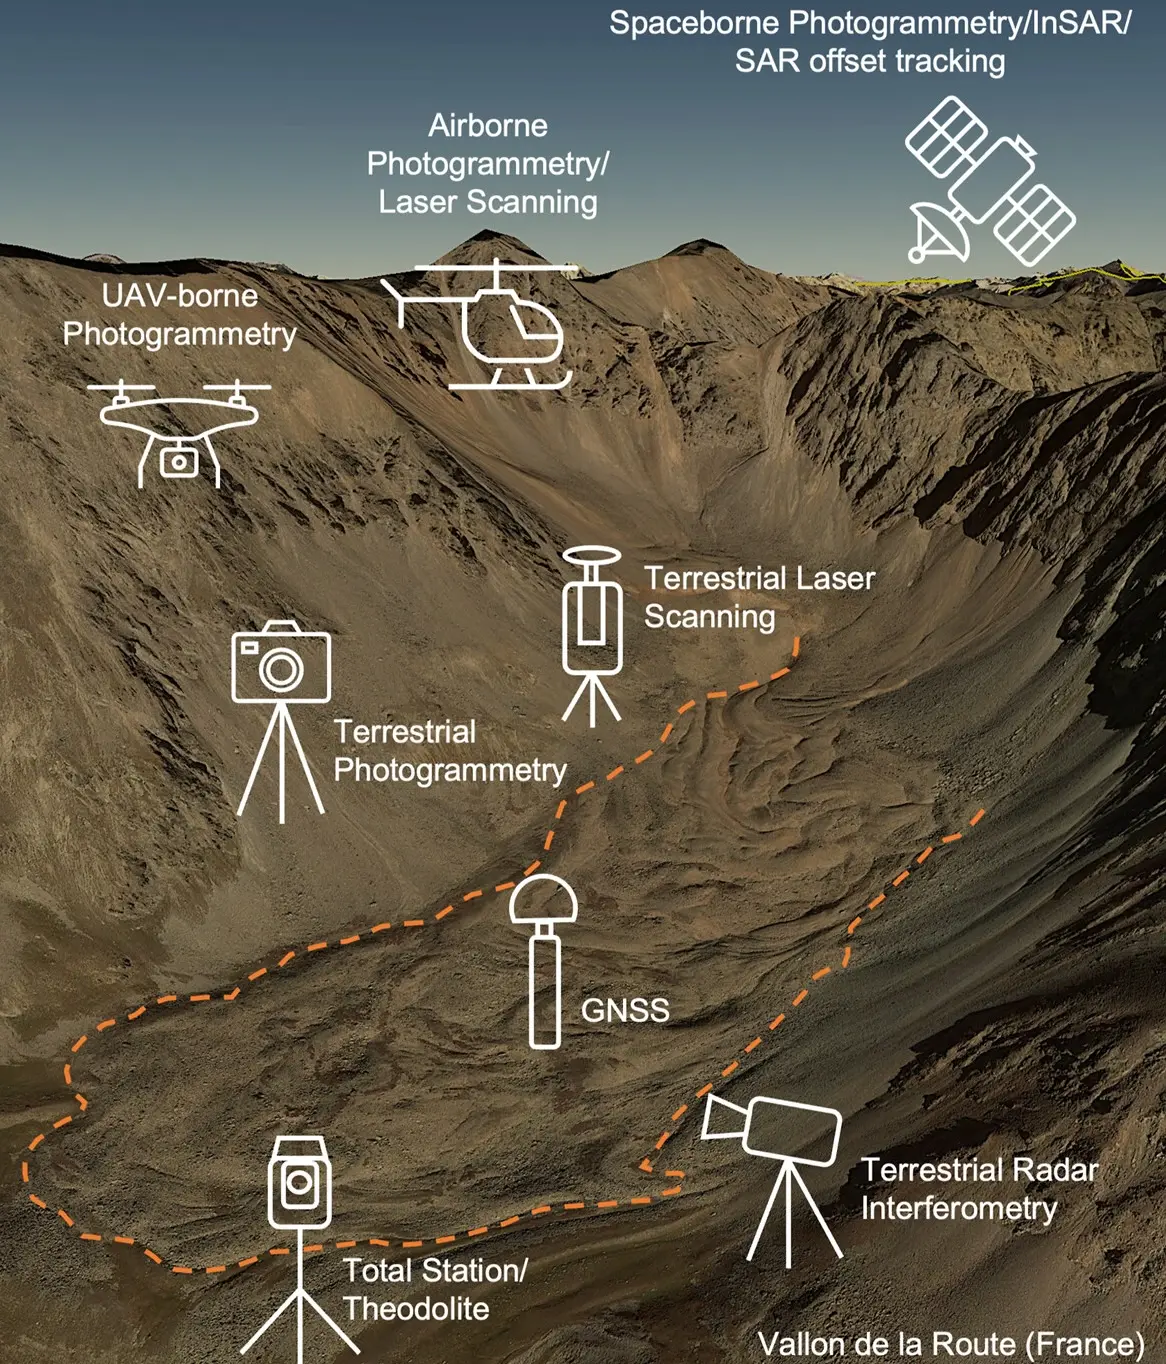 Spaceborne Photogrammetry/InSAR/
SAR offset tracking
Airborne
Photogrammetry/
Laser Scanning
UAV-borne
Photogrammetry
Terrestrial Laser
Scanning
Terrestrial
Photogrammetry
GNSS
Terrestrial Radar
Interferometry
Total Station/
Theodolite
Vallon de la Route (France)